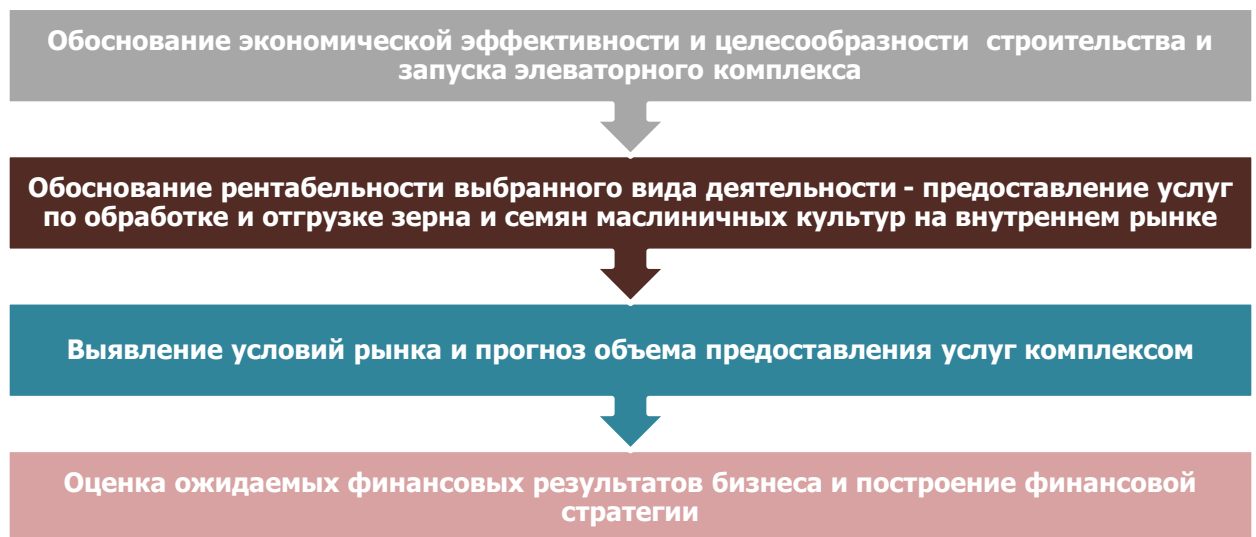 Обоснование экономической эффективности и целесообразности  строительства и
запуска элеваторного комплекса
Обоснование рентабельности выбранного вида деятельности - предоставление услуг
по обработке и отгрузке зерна и семян маслиничных культур на внутреннем рынке
Выявление условий рынка и прогноз объема предоставления услуг комплексом
Оценка ожидаемых финансовых результатов бизнеса и построение финансовой
стратегии